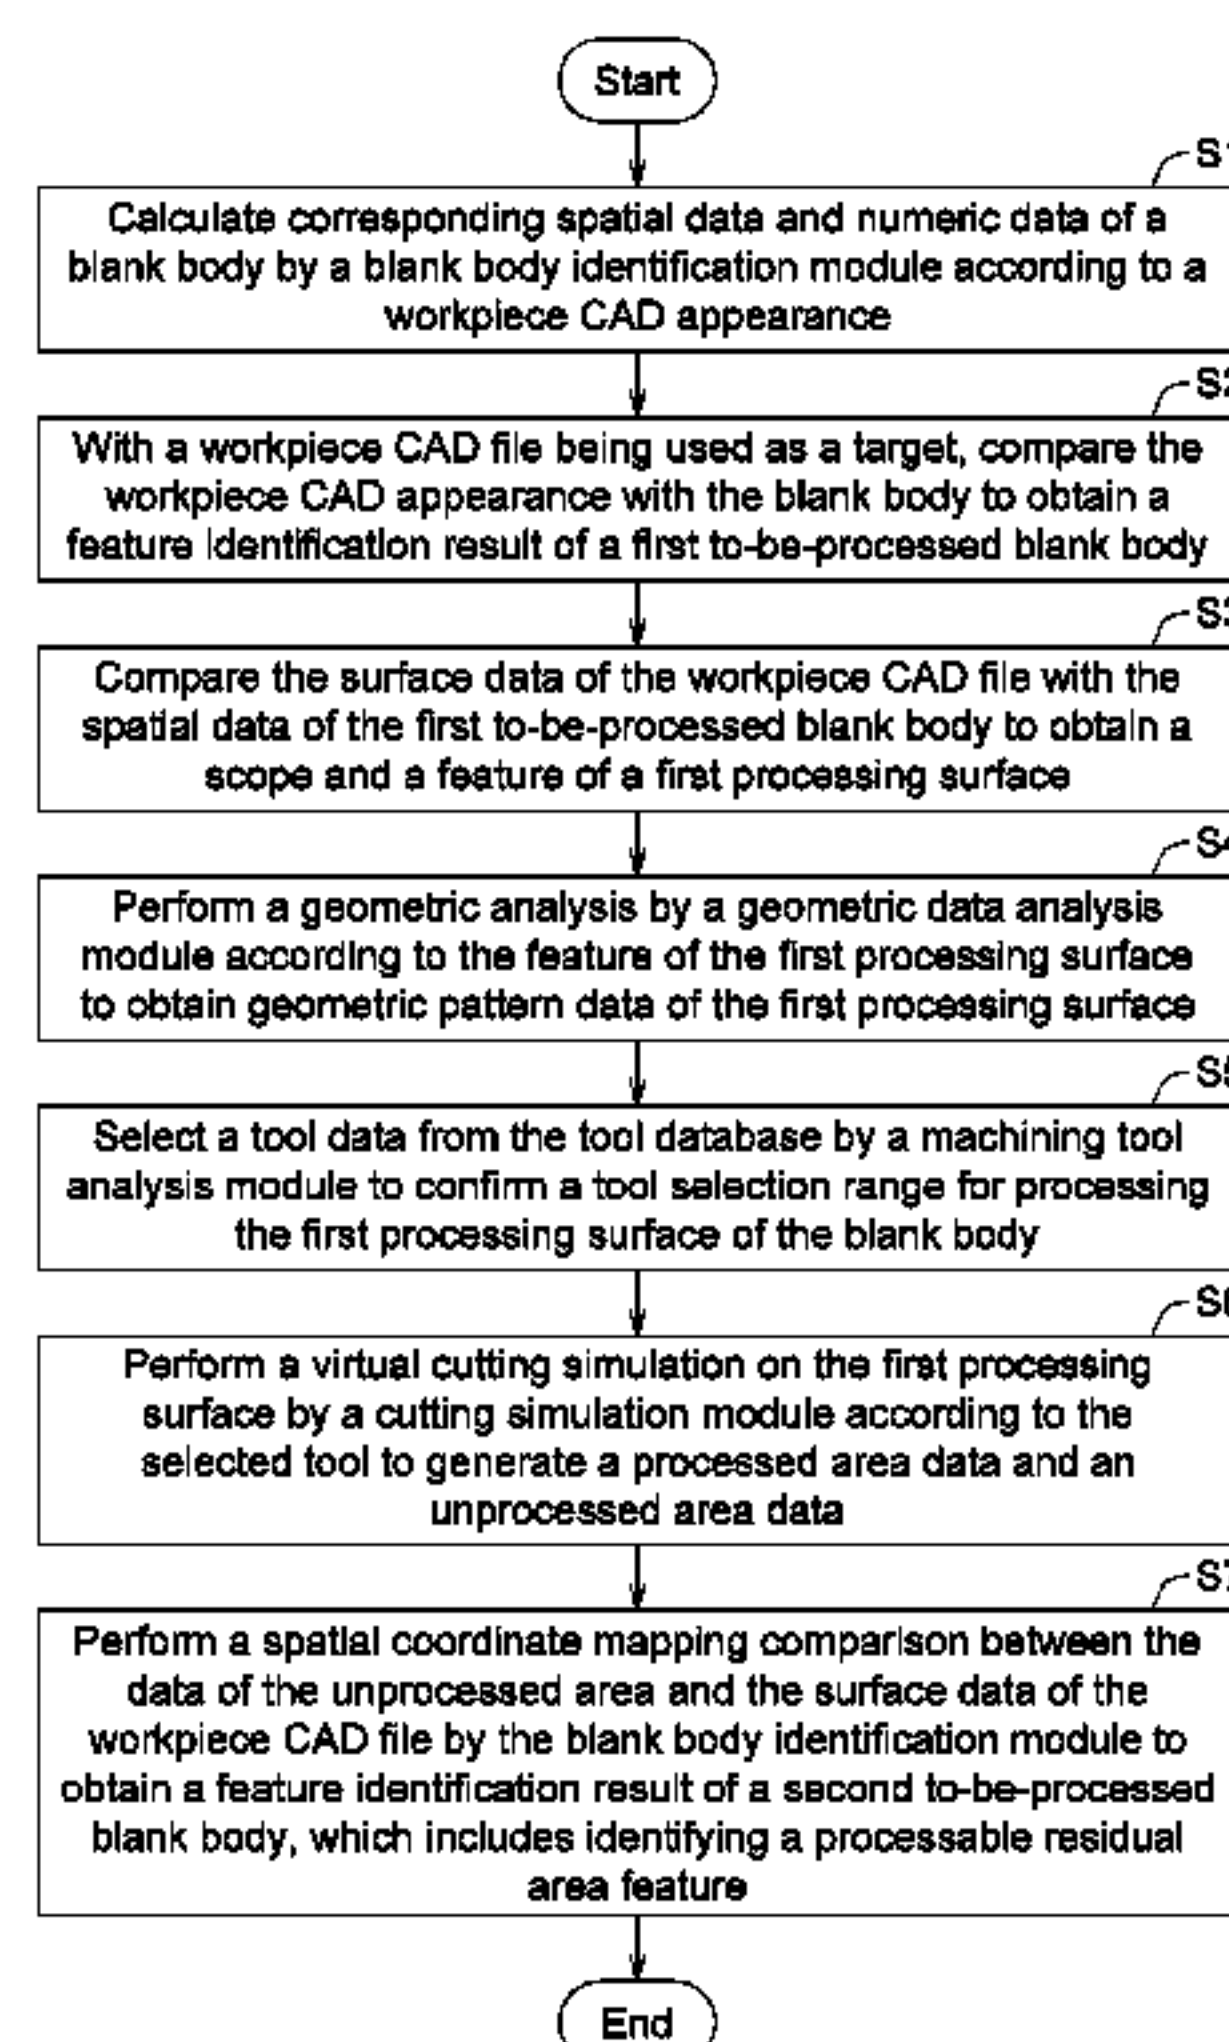 Start
S1
Calculate corresponding spatial data and numeric data of a
blank body by a blank body identification module according to a
workpiece CAD appearance
S2
With a workpiece CAD file being used as a target, compare the
workpiece CAD appearance with the blank body to obtain a
feature identification result of a first to-be-processed blank body
S3
Compare the surface data of the workpiece CAD file with the
spatial data of the first to-be-processed blank body to obtain a
scope and a feature of a first processing surface
S4
Perform a geometric analysis by a geometric data analysis
module according to the feature of the first processing surface
to obtain geometric pattern data of the first processing surface
S5
Select a tool data from the tool database by a machining tool
analysis module to confirm a tool selection range for processing
the first processing surface of the blank body
S6
Perform a virtual cutting simulation on the first processing
surface by a cutting simulation module according to the
selected tool to generate a processed area data and an
unprocessed area data
S7
Perform a spatial coordinate mapping comparison between the
data of the unprocessed area and the surface data of the
workpiece CAD file by the blank body identification module to
obtain a feature identification result of a second to-be-processed
blank body, which includes identifying a processable residual
area feature
End